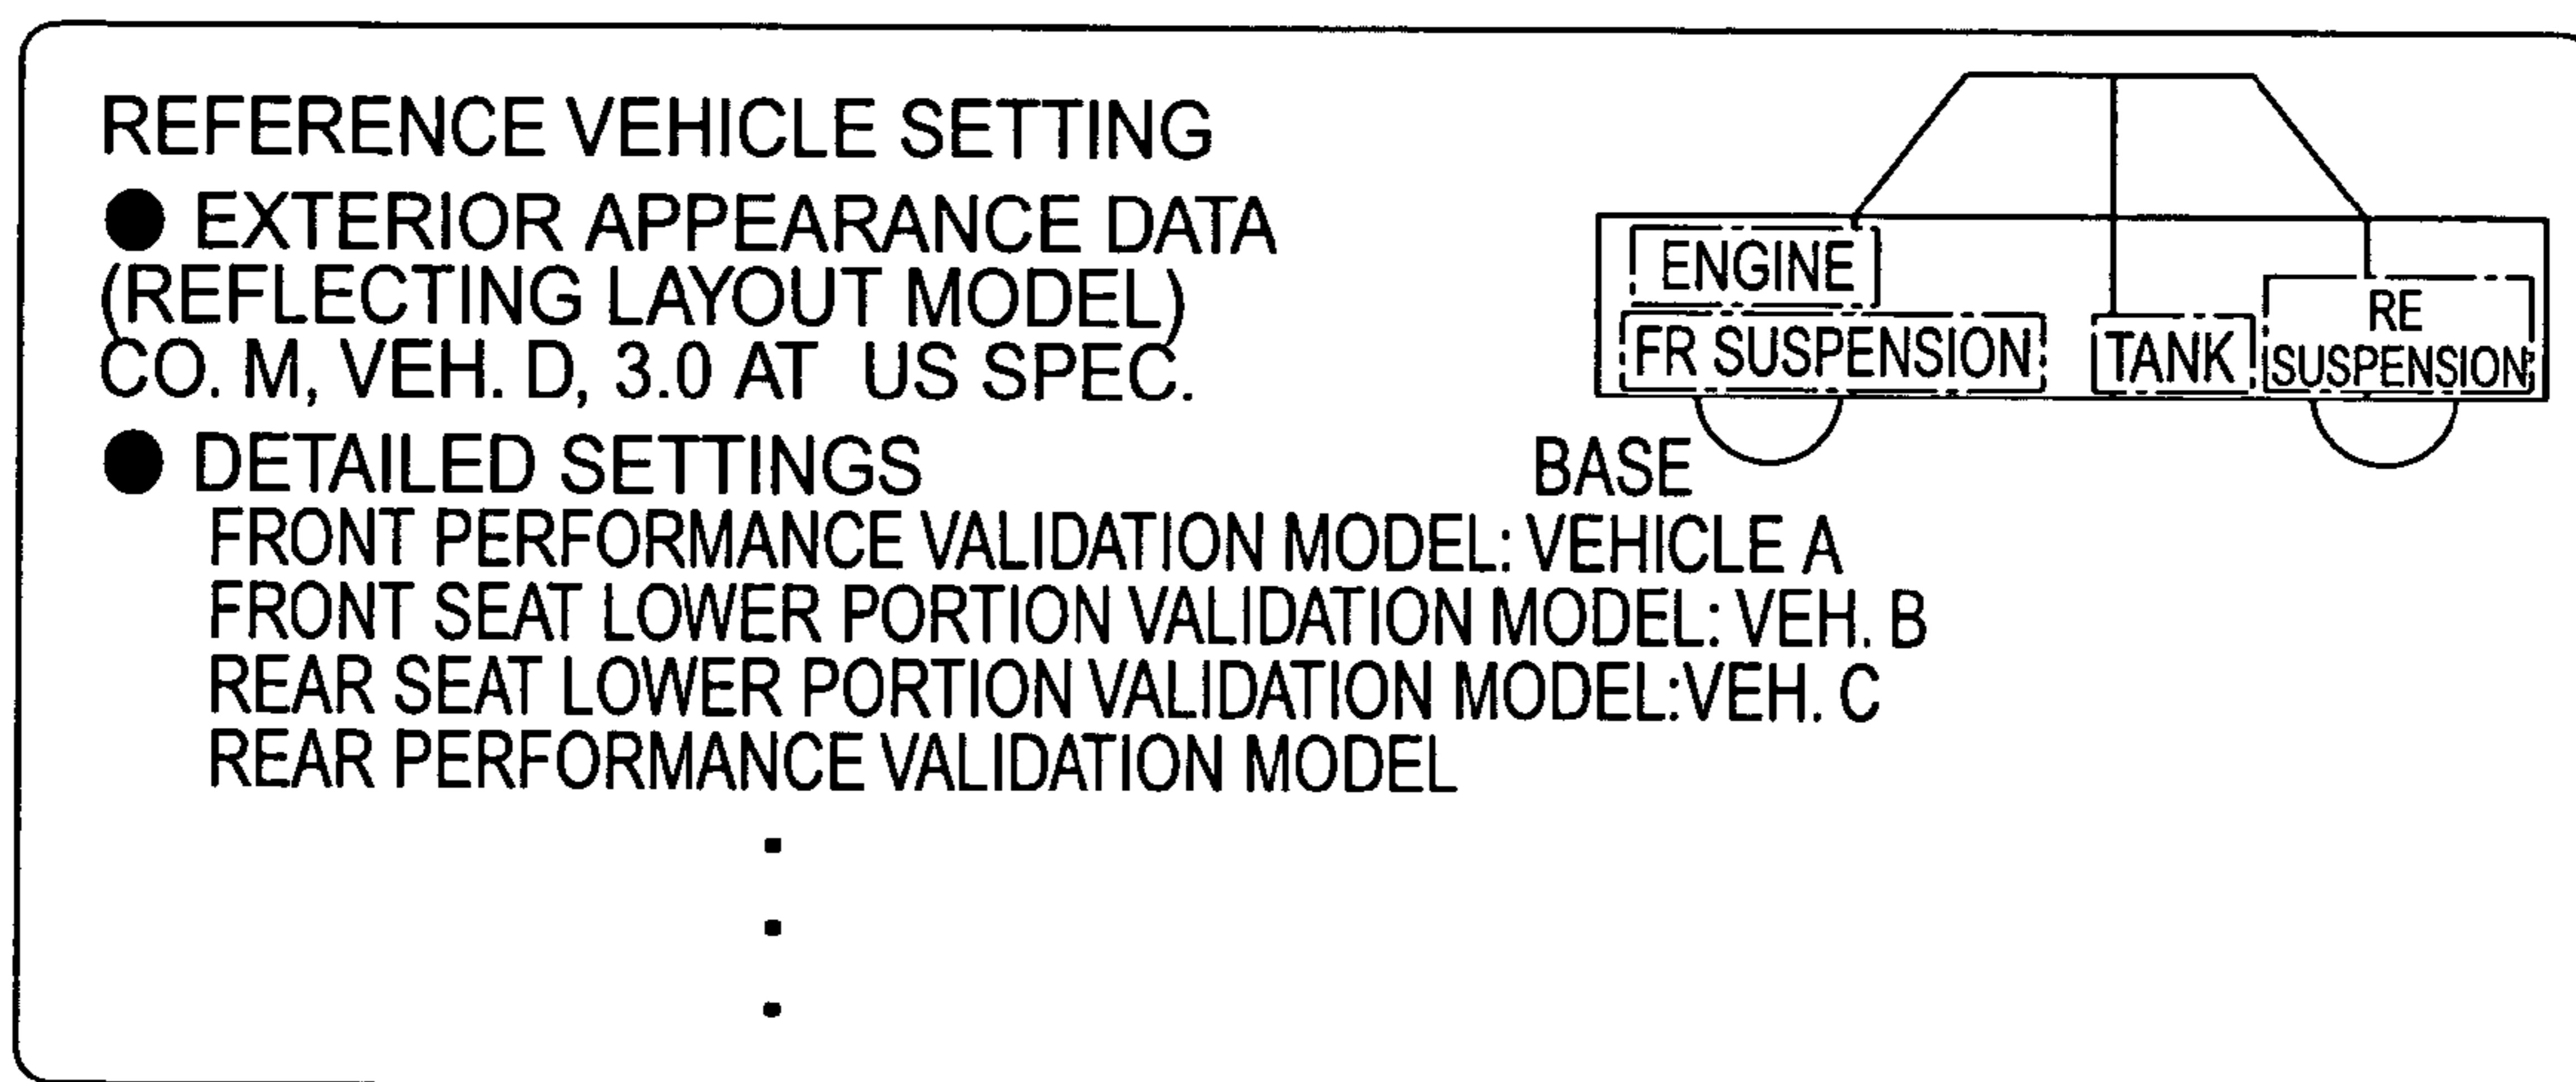 REFERENCE VEHICLE SETTING
● EXTERIOR APPEARANCE DATA
(REFLECTING LAYOUT MODEL)
CO. M, VEH. D, 3.0 AT US SPEC.
ENGINE
FR SUSPENSION
TANK
RE
SUSPENSION
● DETAILED SETTINGS
BASE
FRONT PERFORMANCE VALIDATION MODEL: VEHICLE A
FRONT SEAT LOWER PORTION VALIDATION MODEL: VEH. B
REAR SEAT LOWER PORTION VALIDATION MODEL:VEH. C
REAR PERFORMANCE VALIDATION MODEL